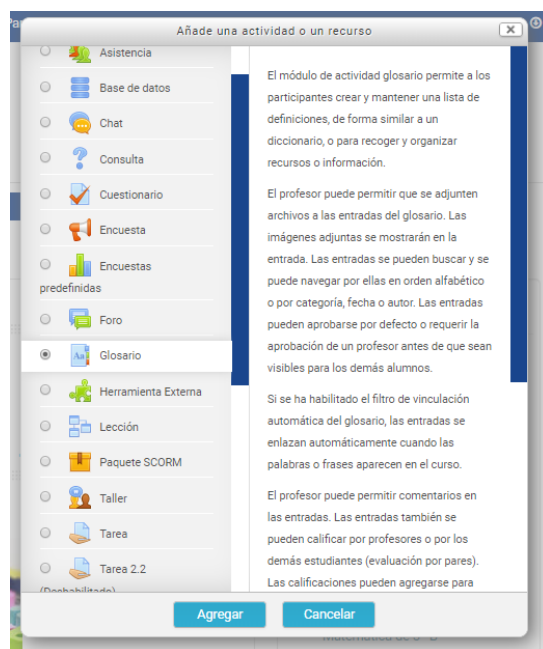 Añade una actividad o un recurso
Asistencia
Base de datos
Chat
Consulta
Cuestionario
Encuesta
Encuestas
predefinidas
Foro
Glosario
Herramienta Externa
Lección
Paquete SCORM
Taller
Tarea
Tarea 2.2
(Deshabilitado)
El módulo de actividad glosario permite a los
participantes crear y mantener una lista de
definiciones, de forma similar a un
diccionario, o para recoger y organizar
recursos o información.
El profesor puede permitir que se adjunten
archivos a las entradas del glosario. Las
imágenes adjuntas se mostrarán en la
entrada. Las entradas se pueden buscar y se
puede navegar por ellas en orden alfabético
o por categoría, fecha o autor. Las entradas
pueden aprobarse por defecto o requerir la
aprobación de un profesor antes de que sean
visibles para los demás alumnos.
Si se ha habilitado el filtro de vinculación
automática del glosario, las entradas se
enlazan automáticamente cuando las
palabras o frases aparecen en el curso.
El profesor puede permitir comentarios en
las entradas. Las entradas también se
pueden calificar por profesores o por los
demás estudiantes (evaluación por pares).
Las calificaciones pueden agregarse para
Agregar
Cancelar